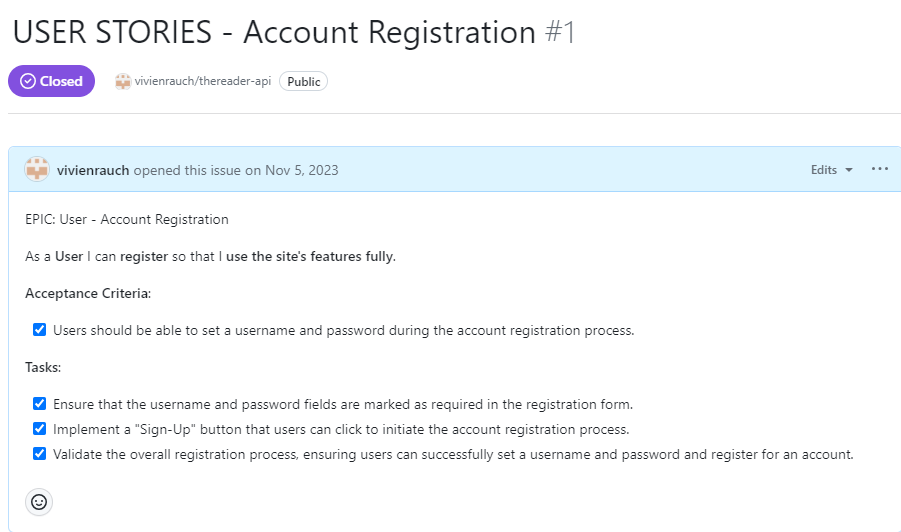 USER STORIES - Account Registration #1
Closed
vivienrauch/thereader-api
Public
vivienrauch opened this issue on Nov 5, 2023
Edits
EPIC: User - Account Registration
As a User I can register so that I use the site's features fully.
Acceptance Criteria:
Users should be able to set a username and password during the account registration process.
Tasks:
Ensure that the username and password fields are marked as required in the registration form.
Implement a "Sign-Up" button that users can click to initiate the account registration process.
Validate the overall registration process, ensuring users can successfully set a username and password and register for an account.